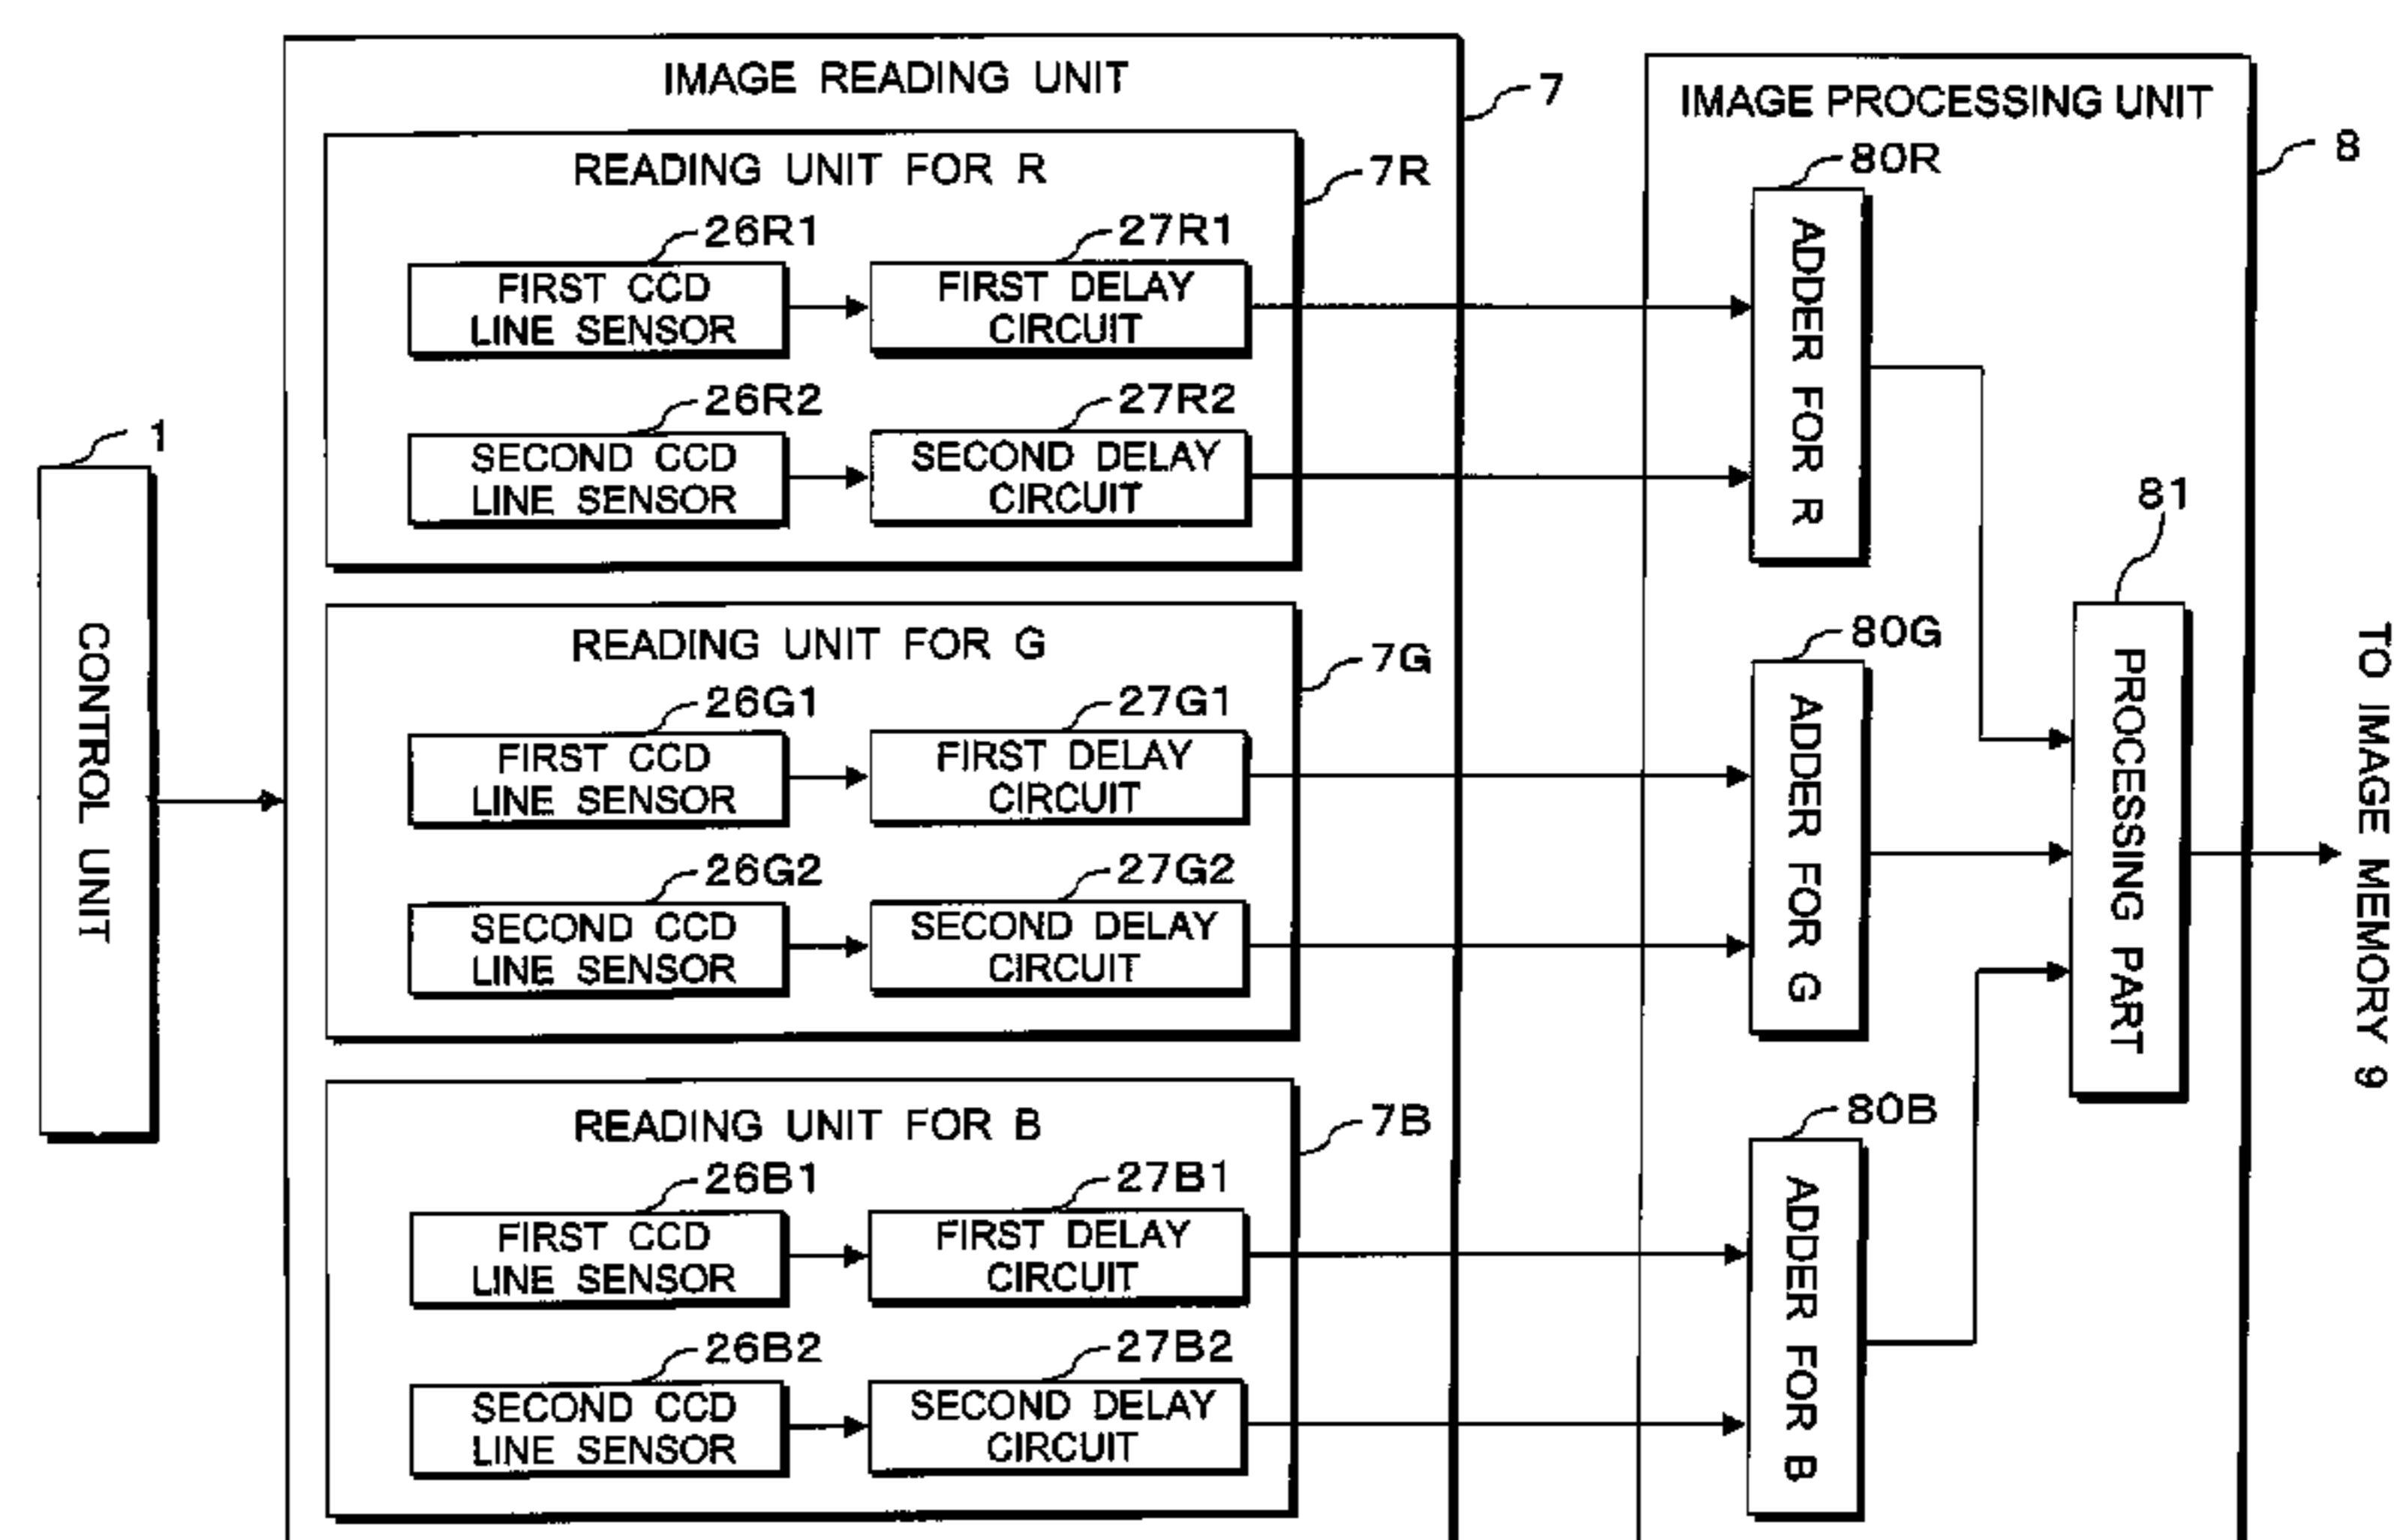 1
CONTROL UNIT
IMAGE READING UNIT
7
READING UNIT FOR R
7R
26R1
FIRST CCD
LINE SENSOR
27R1
FIRST DELAY
CIRCUIT
26R2
SECOND CCD
LINE SENSOR
27R2
SECOND DELAY
CIRCUIT
READING UNIT FOR G
7G
26G1
FIRST CCD
LINE SENSOR
27G1
FIRST DELAY
CIRCUIT
26G2
SECOND CCD
LINE SENSOR
27G2
SECOND DELAY
CIRCUIT
READING UNIT FOR B
7B
26B1
FIRST CCD
LINE SENSOR
27B1
FIRST DELAY
CIRCUIT
26B2
SECOND CCD
LINE SENSOR
27B2
SECOND DELAY
CIRCUIT
IMAGE PROCESSING UNIT
8
80R
ADDER FOR R
80G
ADDER FOR G
80B
ADDER FOR B
81
PROCESSING PART
TO IMAGE MEMORY 9